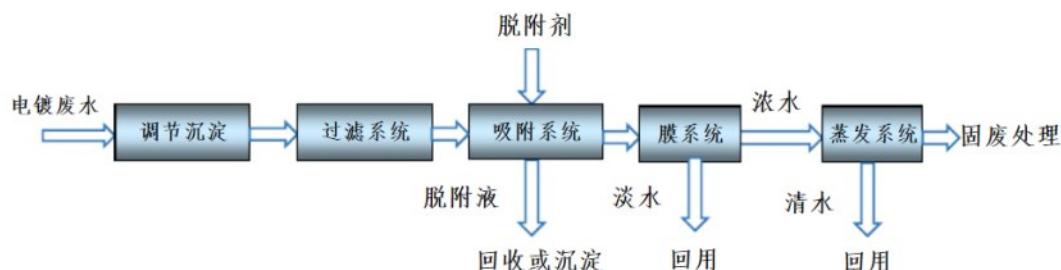 脱附剂
电镀废水
调节沉淀
过滤系统
吸附系统
膜系统
浓水
蒸发系统
固废处理
脱附液
淡水
清水
回收或沉淀
回用
回用